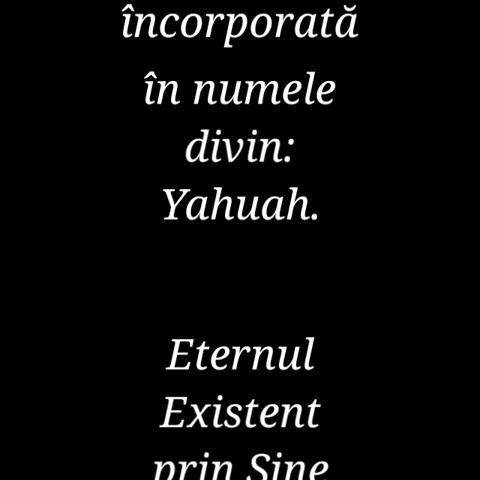 încorporată
în numele
divin:
Yahuah.
Eternul
Existent
prin Sine